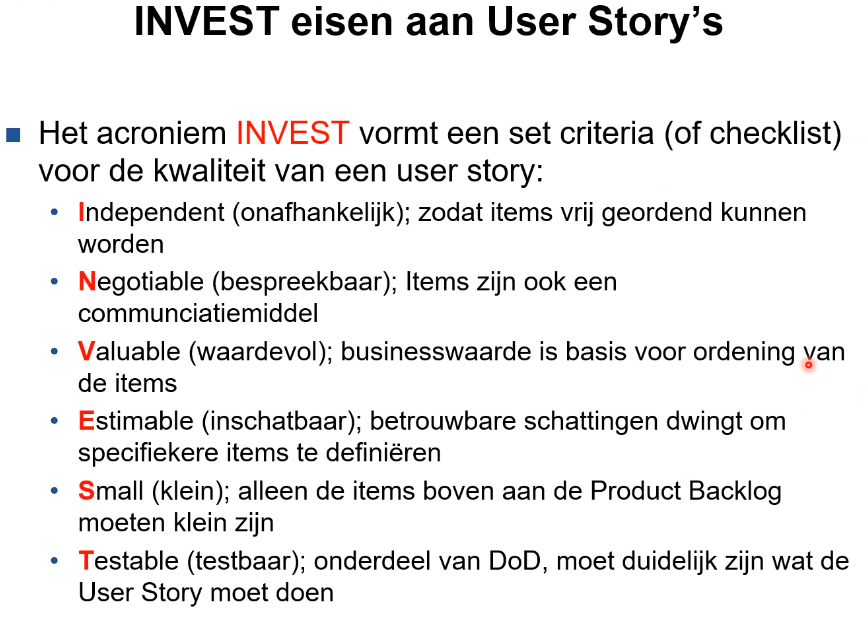 INVEST eisen aan User Story’s
Het acroniem INVEST vormt een set criteria (of checklist)
voor de kwaliteit van een user story:
Independent (onafhankelijk); zodat items vrij geordend kunnen
worden
Negotiable (bespreekbaar); Items zijn ook een
communciatiemiddel
Valuable (waardevol); businesswaarde is basis voor ordening van
de items
Estimable (inschatbaar); betrouwbare schattingen dwingt om
specifiekere items te definiëren
Small (klein); alleen de items boven aan de Product Backlog
moeten klein zijn
Testable (testbaar); onderdeel van DoD, moet duidelijk zijn wat de
User Story moet doen